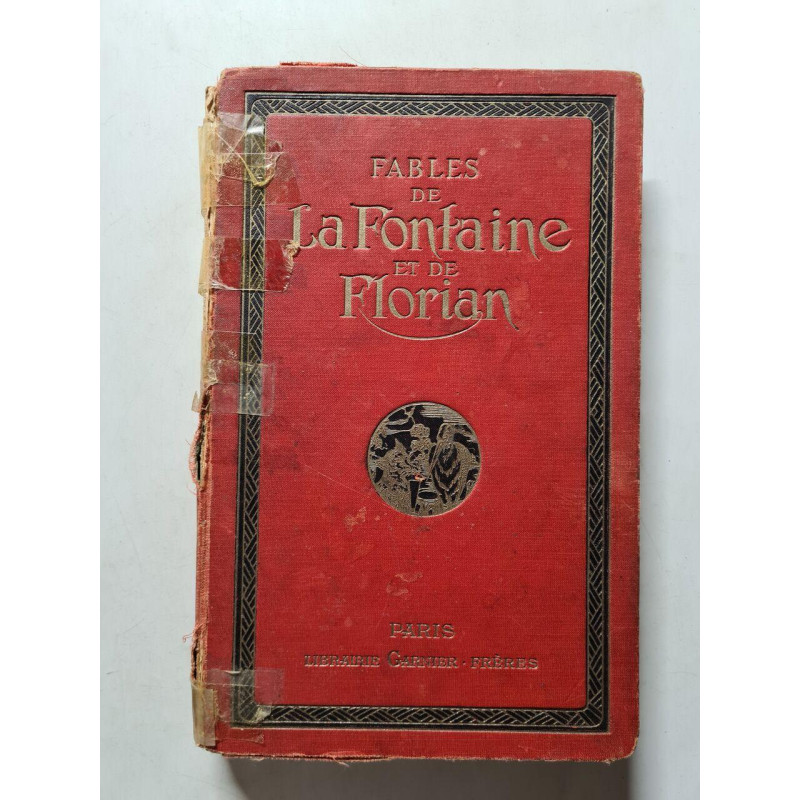 FABLES
DE
La Fontaine
ET DE
Florian
PARIS
LIBRAIRIE GARNIER · FRÈRES